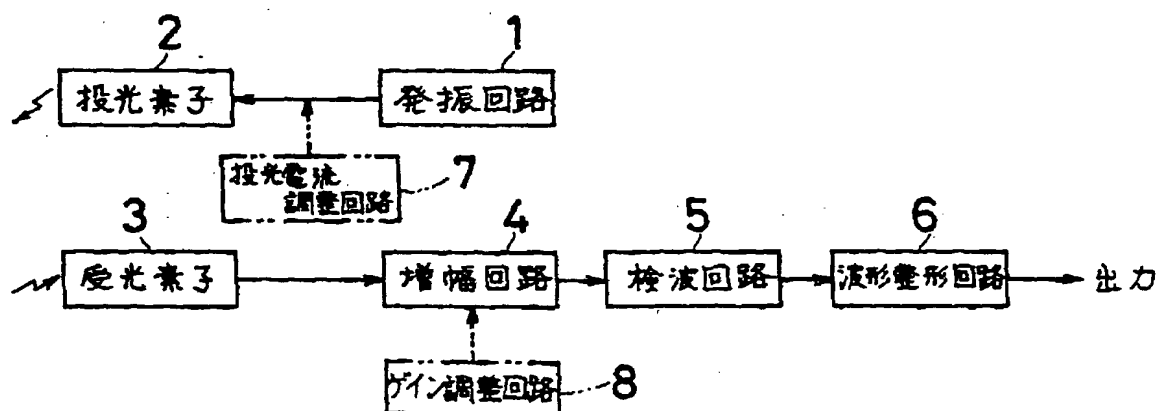 2
1
投光素子
発振回路
投光電流
調整回路
7
3
4
5
6
受光素子
増幅回路
検波回路
波形整形回路
出力
ゲイン調整回路
8